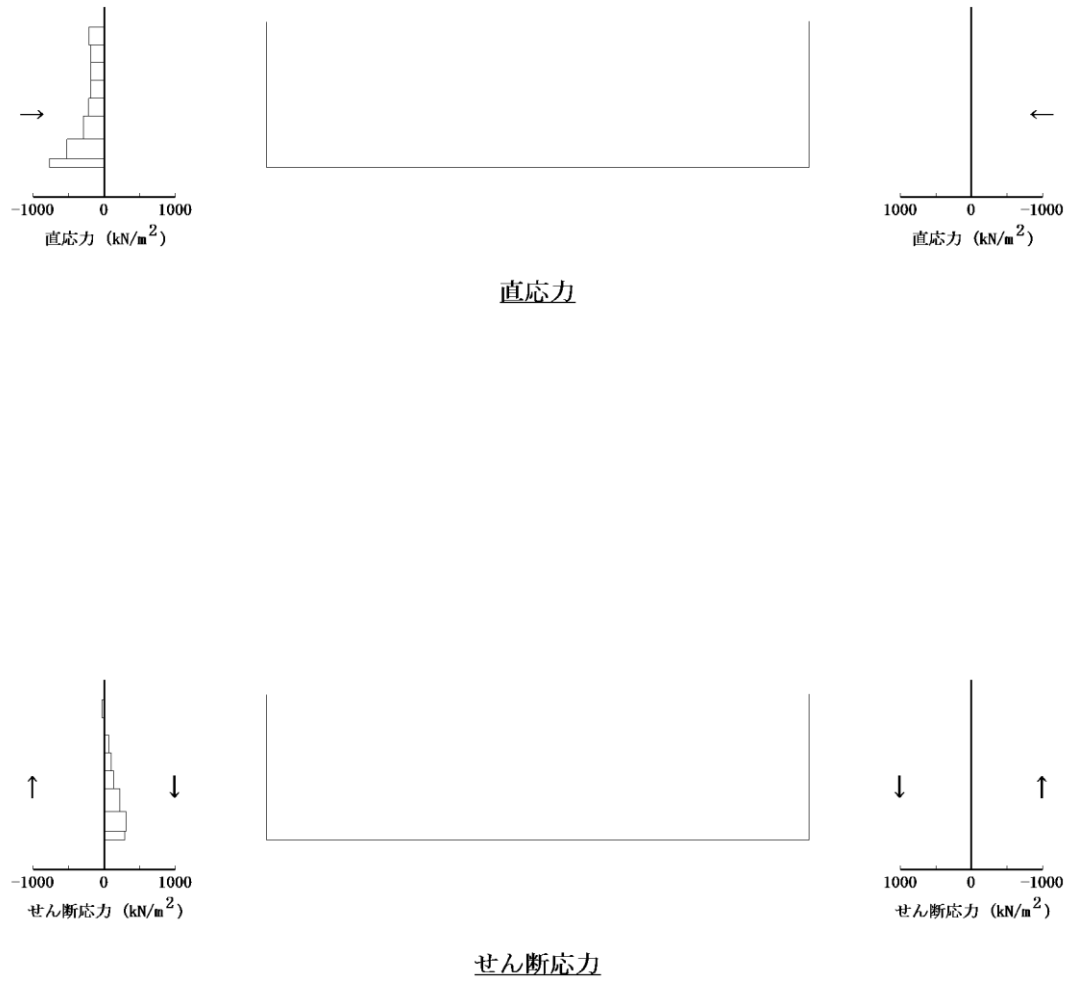 →
←
-1000 0 1000
1000 0 -1000
直応力 (kN/m²)
直応力 (kN/m²)
直応力
↑ ↓
↓ ↑
-1000 0 1000
1000 0 -1000
せん断応力 (kN/m²)
せん断応力 (kN/m²)
せん断応力